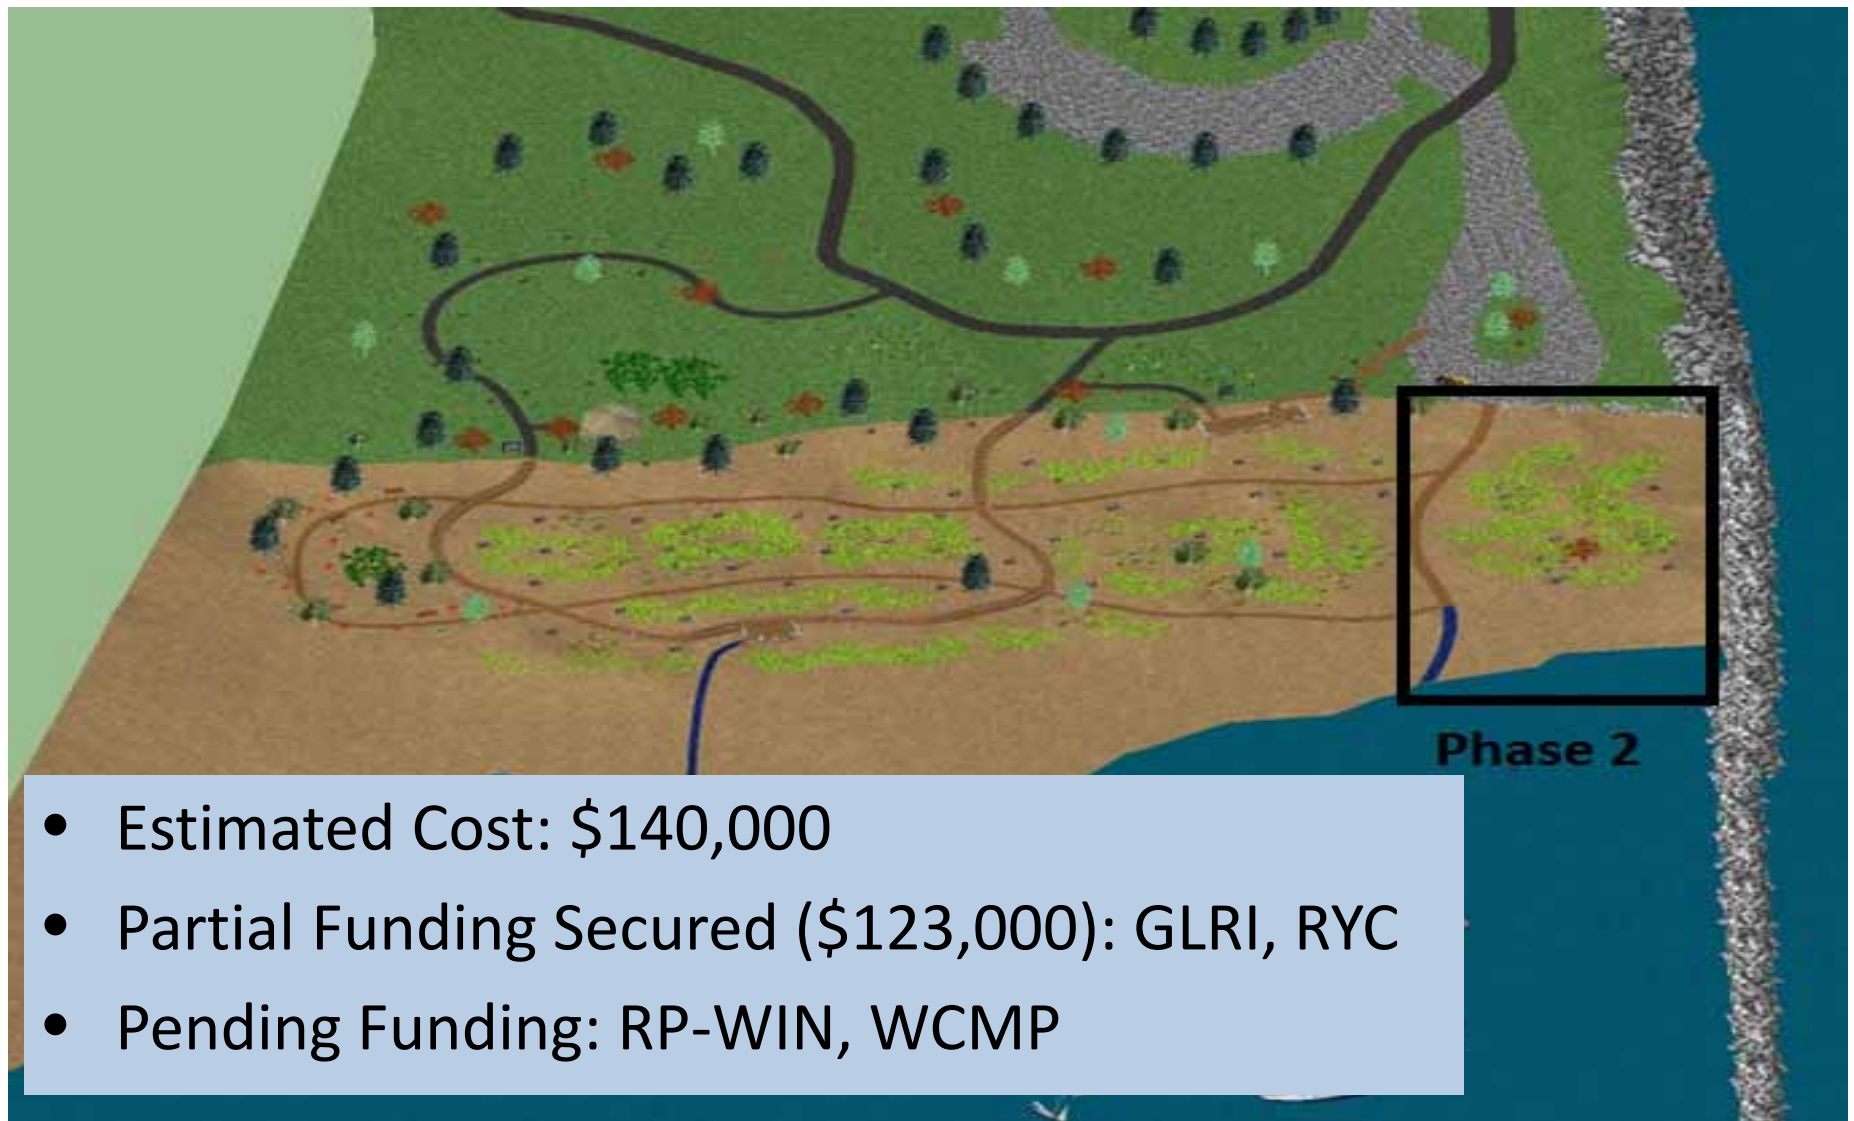 Phase 2
• Estimated Cost: $140,000
• Partial Funding Secured ($123,000): GLRI, RYC
• Pending Funding: RP-WIN, WCMP